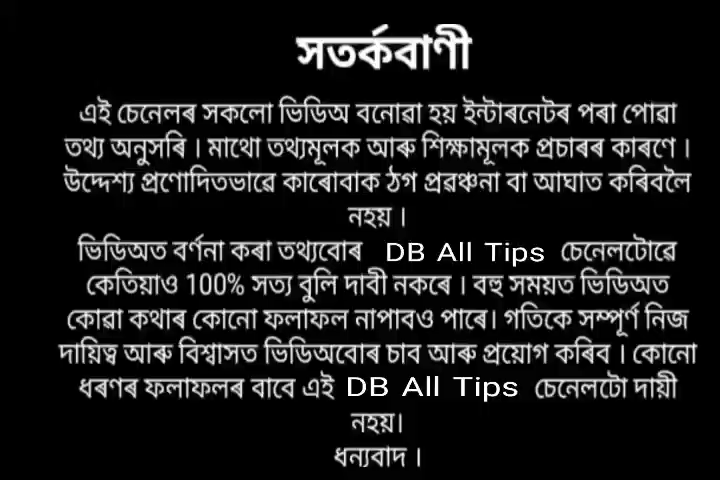 সতৰ্কবাণী
এই চেনেলৰ সকলো ভিডিঅ বনোৱা হয় ইন্টাৰনেটৰ পৰা পোৱা
তথ্য অনুসৰি । মাথো তথ্যমূলক আৰু শিক্ষামূলক প্ৰচাৰৰ কাৰণে ।
উদ্দেশ্য প্ৰণোদিতভাৱে কাৰোবাক ঠগ প্ৰৱঞ্চনা বা আঘাত কৰিবলৈ
নহয় ।
ভিডিঅত বৰ্ণনা কৰা তথ্যবোৰ DB All Tips চেনেলটোৱে
কেতিয়াও 100% সত্য বুলি দাবী নকৰে । বহু সময়ত ভিডিঅত
কোৱা কথাৰ কোনো ফলাফল নাপাবও পাৰে। গতিকে সম্পূৰ্ণ নিজ
দায়িত্ব আৰু বিশ্বাসত ভিডিঅবোৰ চাব আৰু প্ৰয়োগ কৰিব । কোনো
ধৰণৰ ফলাফলৰ বাবে এই DB All Tips চেনেলটো দায়ী
নহয়।
ধন্যবাদ ।